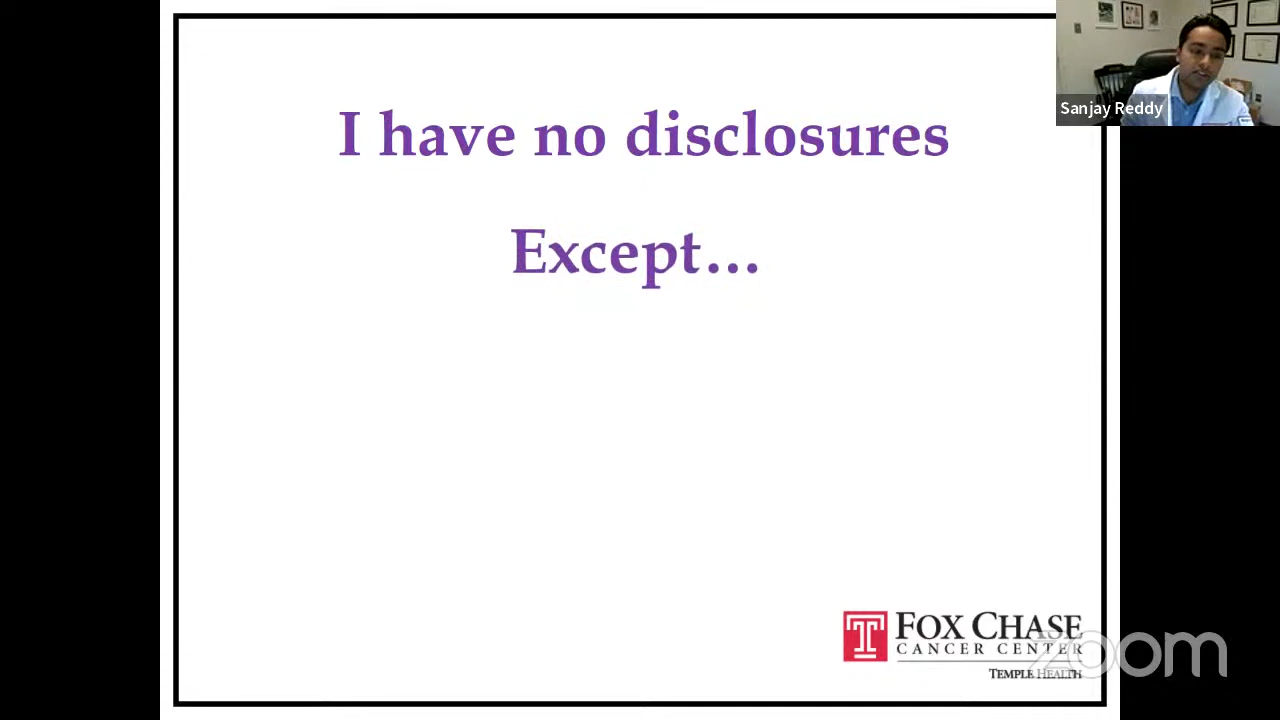 I have no disclosures
Except…
Sanjay Reddy
FOX CHASE
CANCER CENTER
TEMPLE HEALTH
zoom